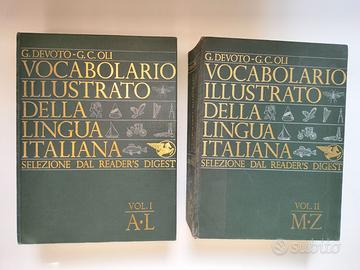 G. DEVOTO - G. C. OLI
VOCABOLARIO
ILLUSTRATO
DELLA
LINGUA
ITALIANA
SELEZIONE DAL READER'S DIGEST
VOL. I
A-L
G. DEVOTO - G. C. OLI
VOCABOLARIO
ILLUSTRATO
DELLA
LINGUA
ITALIANA
SELEZIONE DAL READER'S DIGEST
VOL. II
M-Z
subito